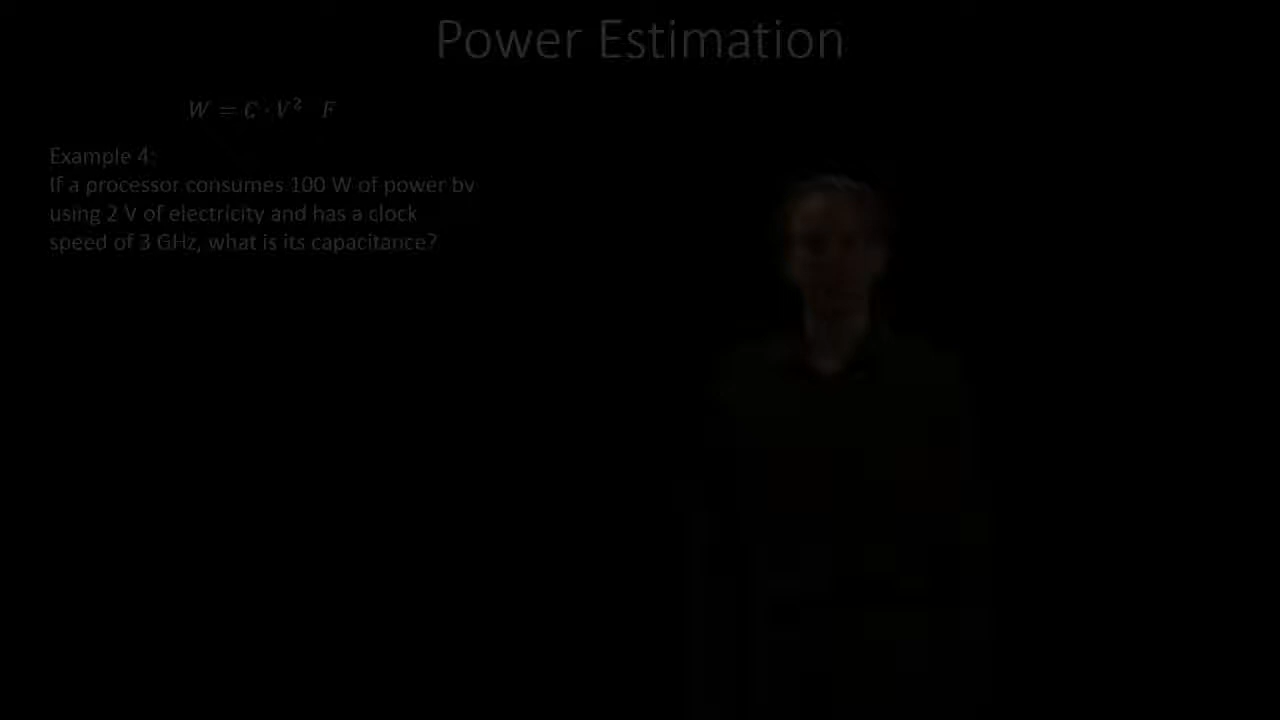 Power Estimation
W = C · V² F
Example 4:
If a processor consumes 100 W of power by
using 2 V of electricity and has a clock
speed of 3 GHz, what is its capacitance?